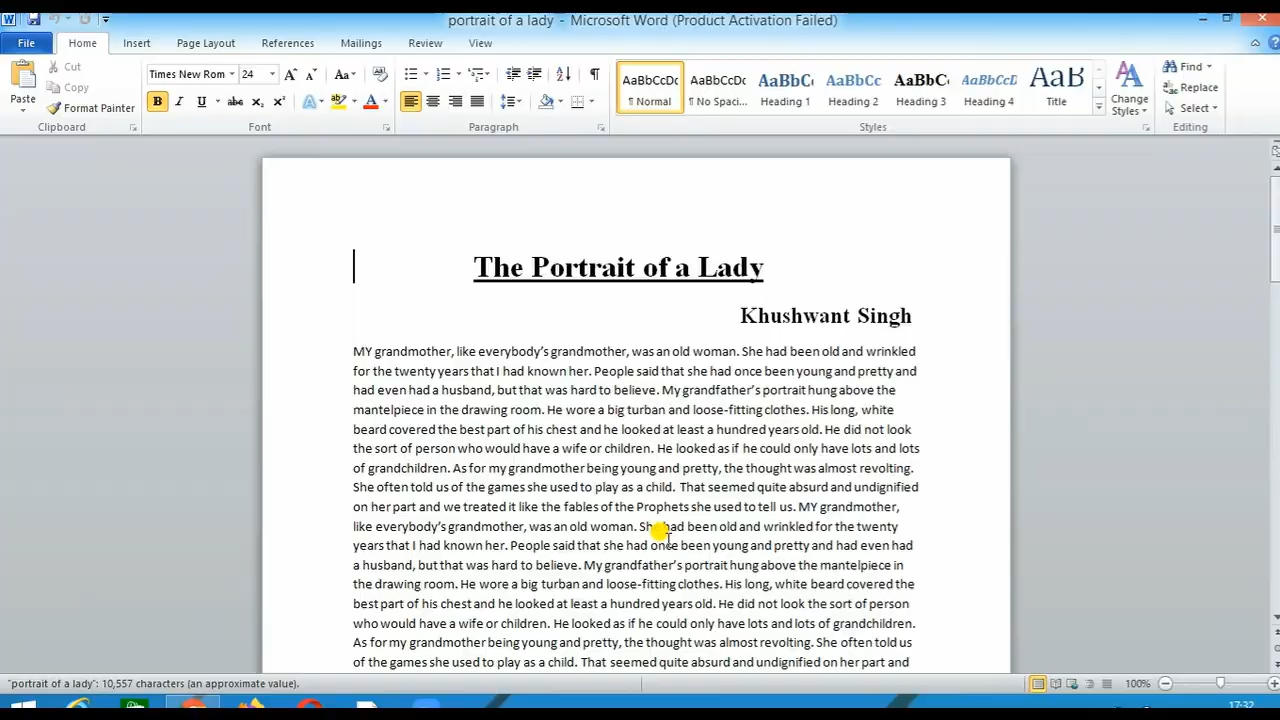 portrait of a lady - Microsoft Word (Product Activation Failed)
File Home Insert Page Layout References Mailings Review View
Paste
Cut
Copy
Format Painter
Clipboard
Times New Rom 24
Font
Paragraph
AaBbCcDc AaBbCcDc AaBbC AaBbCc AaBbCc AaBbCc AaB
¶ Normal ¶ No Spaci... Heading 1 Heading 2 Heading 3 Heading 4 Title
Change Styles
Styles
Find
Replace
Select
Editing
The Portrait of a Lady
Khushwant Singh
MY grandmother, like everybody's grandmother, was an old woman. She had been old and wrinkled
for the twenty years that I had known her. People said that she had once been young and pretty and
had even had a husband, but that was hard to believe. My grandfather's portrait hung above the
mantelpiece in the drawing room. He wore a big turban and loose-fitting clothes. His long, white
beard covered the best part of his chest and he looked at least a hundred years old. He did not look
the sort of person who would have a wife or children. He looked as if he could only have lots and lots
of grandchildren. As for my grandmother being young and pretty, the thought was almost revolting.
She often told us of the games she used to play as a child. That seemed quite absurd and undignified
on her part and we treated it like the fables of the Prophets she used to tell us. MY grandmother,
like everybody's grandmother, was an old woman. She had been old and wrinkled for the twenty
years that I had known her. People said that she had once been young and pretty and had even had
a husband, but that was hard to believe. My grandfather's portrait hung above the mantelpiece in
the drawing room. He wore a big turban and loose-fitting clothes. His long, white beard covered the
best part of his chest and he looked at least a hundred years old. He did not look the sort of person
who would have a wife or children. He looked as if he could only have lots and lots of grandchildren.
As for my grandmother being young and pretty, the thought was almost revolting. She often told us
of the games she used to play as a child. That seemed quite absurd and undignified on her part and
"portrait of a lady": 10,557 characters (an approximate value).
100%
17:32